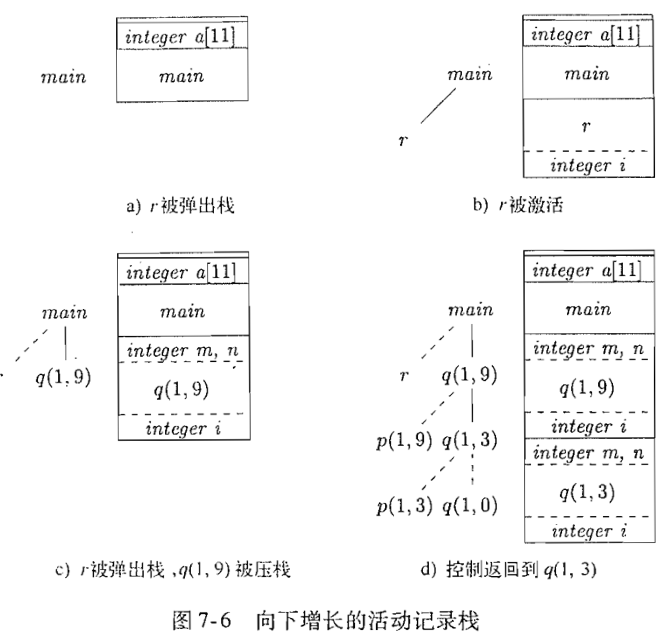 integer a[11]
main
main
a) r被弹出栈
integer a[11]
main
main
r
r
integer i
b) r被激活
integer a[11]
main
main
integer m, n
q(1,9)
q(1,9)
integer i
c) r被弹出栈,q(1,9)被压栈
integer a[11]
main
main
integer m, n
r q(1,9)
q(1,9)
integer i
p(1,9) q(1,3)
integer m, n
q(1,3)
p(1,3) q(1,0)
integer i
d) 控制返回到 q(1, 3)
图 7-6 向下增长的活动记录栈